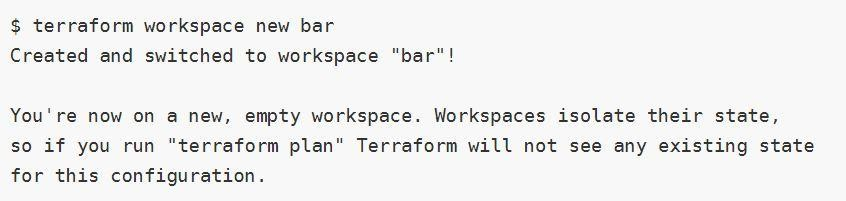 $ terraform workspace new bar
Created and switched to workspace "bar"!
You're now on a new, empty workspace. Workspaces isolate their state,
so if you run "terraform plan" Terraform will not see any existing state
for this configuration.